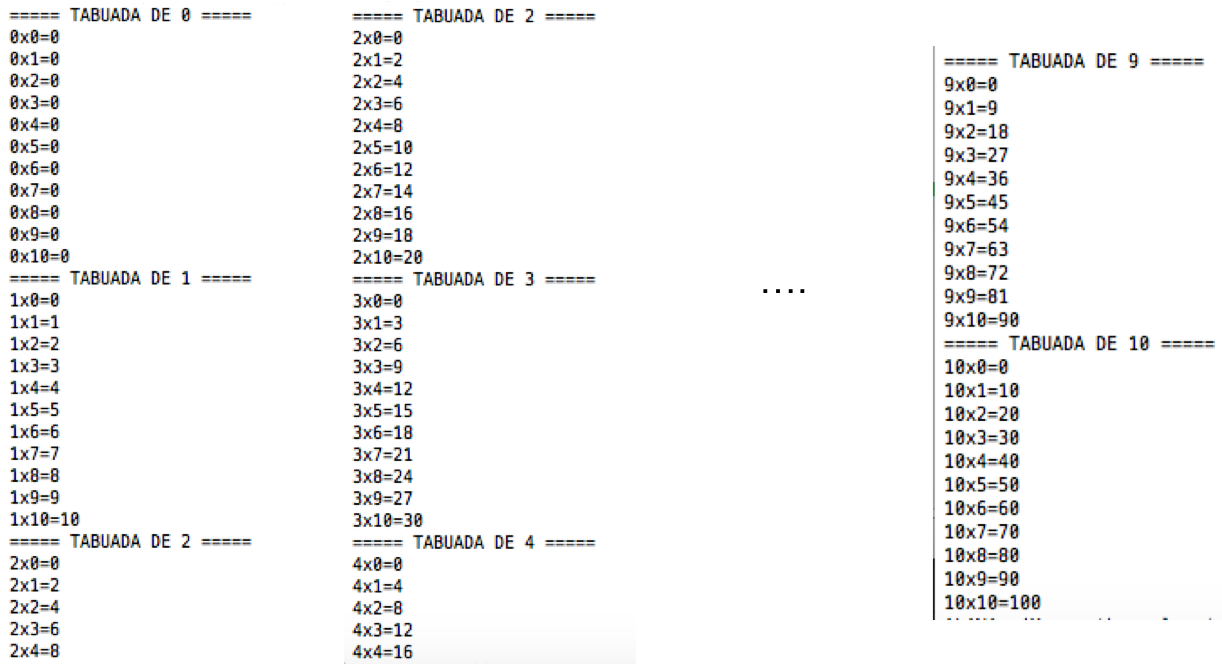 ===== TABUADA DE 0 =====
0x0=0
0x1=0
0x2=0
0x3=0
0x4=0
0x5=0
0x6=0
0x7=0
0x8=0
0x9=0
0x10=0
===== TABUADA DE 1 =====
1x0=0
1x1=1
1x2=2
1x3=3
1x4=4
1x5=5
1x6=6
1x7=7
1x8=8
1x9=9
1x10=10
===== TABUADA DE 2 =====
2x0=0
2x1=2
2x2=4
2x3=6
2x4=8
===== TABUADA DE 2 =====
2x0=0
2x1=2
2x2=4
2x3=6
2x4=8
2x5=10
2x6=12
2x7=14
2x8=16
2x9=18
2x10=20
===== TABUADA DE 3 =====
3x0=0
3x1=3
3x2=6
3x3=9
3x4=12
3x5=15
3x6=18
3x7=21
3x8=24
3x9=27
3x10=30
===== TABUADA DE 4 =====
4x0=0
4x1=4
4x2=8
4x3=12
4x4=16
....
===== TABUADA DE 9 =====
9x0=0
9x1=9
9x2=18
9x3=27
9x4=36
9x5=45
9x6=54
9x7=63
9x8=72
9x9=81
9x10=90
===== TABUADA DE 10 =====
10x0=0
10x1=10
10x2=20
10x3=30
10x4=40
10x5=50
10x6=60
10x7=70
10x8=80
10x9=90
10x10=100